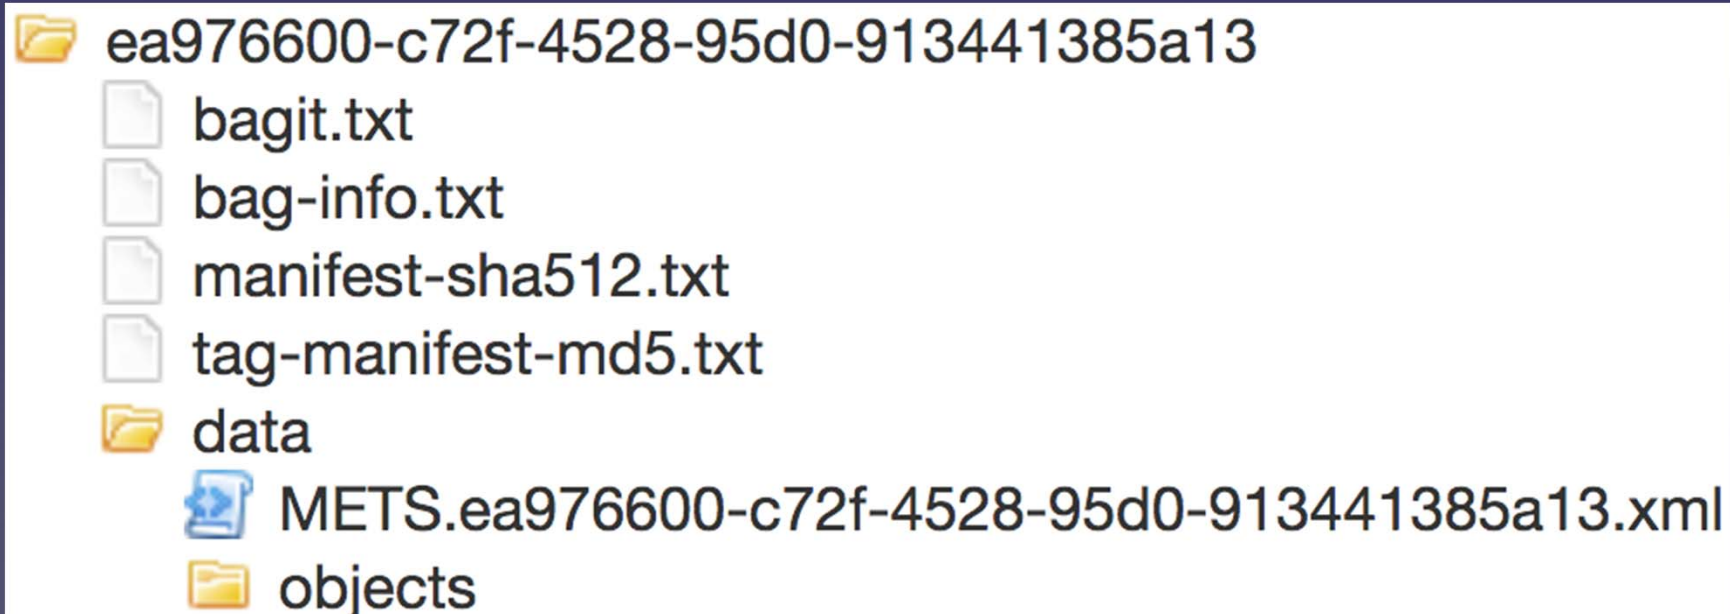 ea976600-c72f-4528-95d0-913441385a13
bagit.txt
bag-info.txt
manifest-sha512.txt
tag-manifest-md5.txt
data
METS.ea976600-c72f-4528-95d0-913441385a13.xml
objects